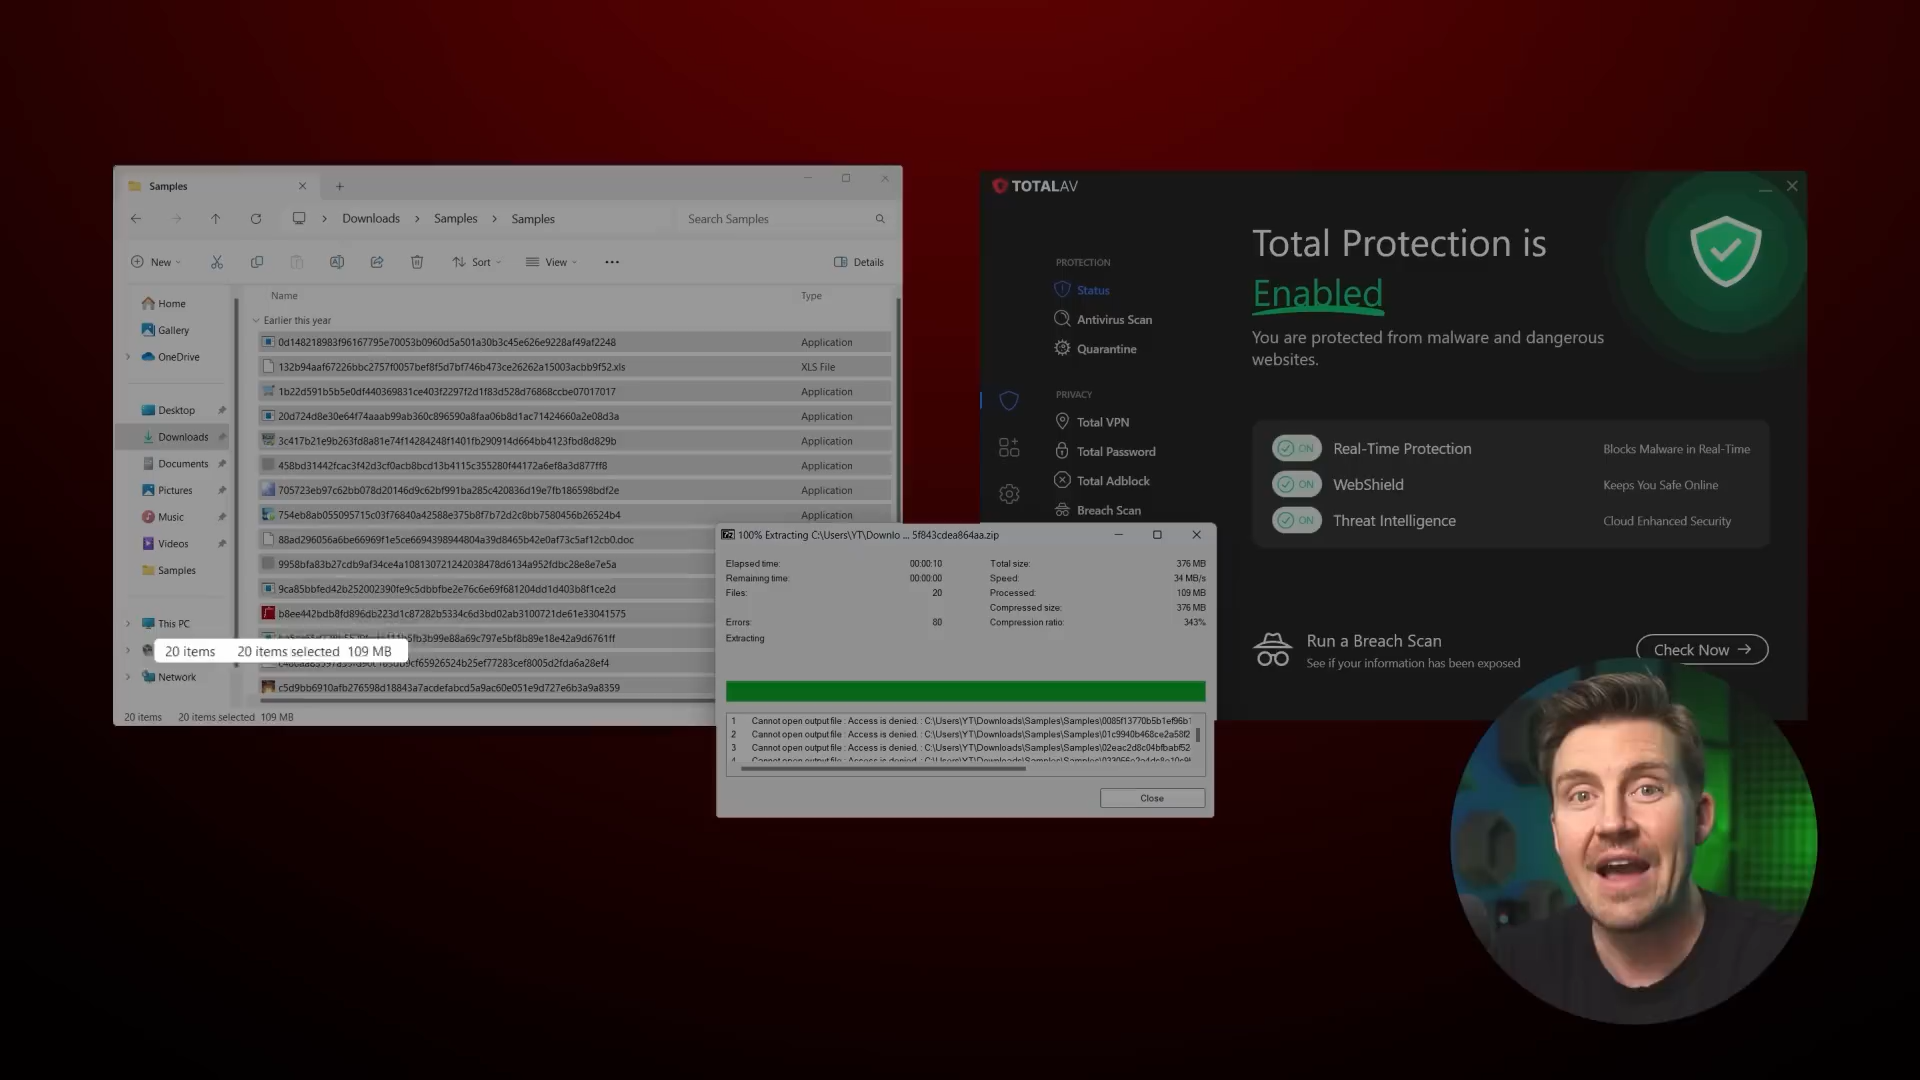 Samples
Downloads > Samples > Samples
Search Samples
New
Sort
View
Details
Home
Gallery
OneDrive
Desktop
Downloads
Documents
Pictures
Music
Videos
Samples
This PC
Network
Name
Type
Earlier this year
0d148218983f96167795e70053b0960d5a501a30b3c45e626e9228af49af2248
Application
132b94aaf67226bbc2757f0057bef8f5d7bf746b473ce26262a15003acbb9f52.xls
XLS File
1b22d591b5b5e0df440369831ce403f2297f2d1f83d528d76868ccbe07017017
Application
20d724d8e30e64f74aaab99ab360c896590a8faa06b8d1ac71424660a2e08d3a
Application
3c417b21e9b263fd8a81e74f14284248f1401fb290914d664bb4123fbd8d829b
Application
458bd31442fcac3f42d3cf0acb8bcd13b4115c355280f44172a6ef8a3d877ff8
Application
705723eb97c62bb078d20146d9c62bf991ba285c420836d19e7fb186598bdf2e
Application
754eb8ab055095715c03f76840a42588e375b8f7b72d2c8bb7580456b26524b4
Application
88ad296056a6be66969f1e5ce6694398944804a39d8465b42e0af73c5af12cb0.doc
9958bfa83b27cdb9af34ce4a108130721242038478d6134a952fdbc28e8e7e5a
9ca85bbfed42b252002390fe9c5dbbfbe2e76c6e69f681204dd1d403b8f1ce2d
b8ee442bdb8fd896db223d1c87282b5334c6d3bd02ab3100721de61e33041575
c5d9bb6910afb276598d18843a7acdefabcd5a9ac60e051e9d727e6b3a9a8359
20 items 20 items selected 109 MB
20 items 20 items selected 109 MB
100% Extracting C:\Users\YT\Downlo ... 5f843cdea864aa.zip
Elapsed time: 00:00:10
Remaining time: 00:00:00
Files: 20
Errors: 80
Extracting
Total size: 376 MB
Speed: 34 MB/s
Processed: 109 MB
Compressed size: 376 MB
Compression ratio: 343%
1 Cannot open output file : Access is denied. : C:\Users\YT\Downloads\Samples\Samples\0085f13770b5b1ef96b1
2 Cannot open output file : Access is denied. : C:\Users\YT\Downloads\Samples\Samples\01c9940b468ce2a58f2
3 Cannot open output file : Access is denied. : C:\Users\YT\Downloads\Samples\Samples\02eac2d8c04bfbabf52
Close
TOTALAV
PROTECTION
Status
Antivirus Scan
Quarantine
PRIVACY
Total VPN
Total Password
Total Adblock
Breach Scan
Total Protection is
Enabled
You are protected from malware and dangerous
websites.
ON Real-Time Protection Blocks Malware in Real-Time
ON WebShield Keeps You Safe Online
ON Threat Intelligence Cloud Enhanced Security
Run a Breach Scan
See if your information has been exposed
Check Now →